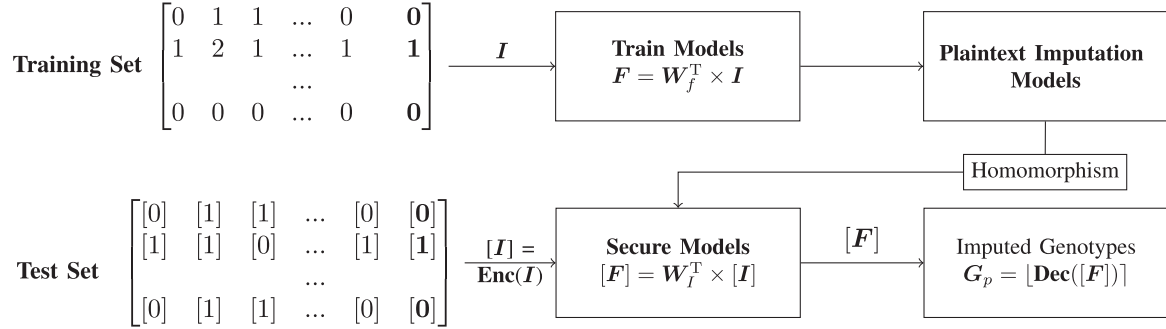 Training Set
0 1 1 ... 0 0
1 2 1 ... 1 1
...
0 0 0 ... 0 0
I
Train Models
F = W_f^T × I
Plaintext Imputation
Models
Homomorphism
Test Set
[0] [1] [1] ... [0] [0]
[1] [1] [0] ... [1] [1]
...
[0] [1] [1] ... [0] [0]
[I] =
Enc(I)
Secure Models
[F] = W_I^T × [I]
[F]
Imputed Genotypes
G_p = ⌊Dec([F])⌉